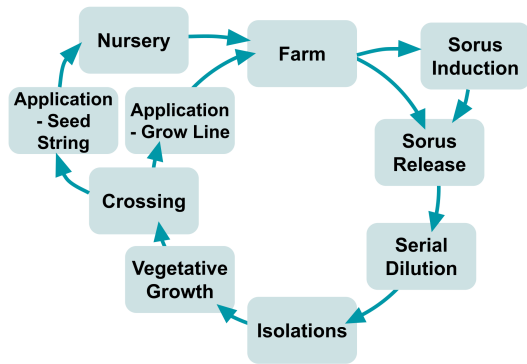 Nursery
Farm
Sorus
Induction
Application
- Seed
String
Application
- Grow Line
Sorus
Release
Crossing
Serial
Dilution
Vegetative
Growth
Isolations